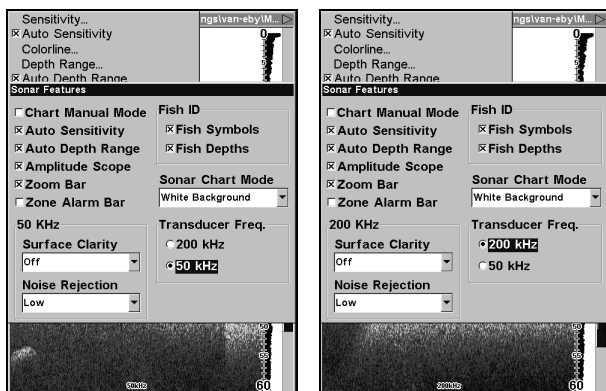 Sensitivity...
ngs\van-eby\M...
Auto Sensitivity
0
Colorline...
Depth Range...
Auto Depth Range
Sonar Features
Chart Manual Mode
Auto Sensitivity
Auto Depth Range
Amplitude Scope
Zoom Bar
Zone Alarm Bar
Fish ID
Fish Symbols
Fish Depths
Sonar Chart Mode
White Background
50 KHz
Surface Clarity
Off
Noise Rejection
Low
Transducer Freq.
200 kHz
50 kHz
50
55
50kHz
60
Sensitivity...
ngs\van-eby\M...
Auto Sensitivity
0
Colorline...
Depth Range...
Auto Depth Range
Sonar Features
Chart Manual Mode
Auto Sensitivity
Auto Depth Range
Amplitude Scope
Zoom Bar
Zone Alarm Bar
Fish ID
Fish Symbols
Fish Depths
Sonar Chart Mode
White Background
200 KHz
Surface Clarity
Off
Noise Rejection
Low
Transducer Freq.
200 kHz
50 kHz
50
55
200kHz
60